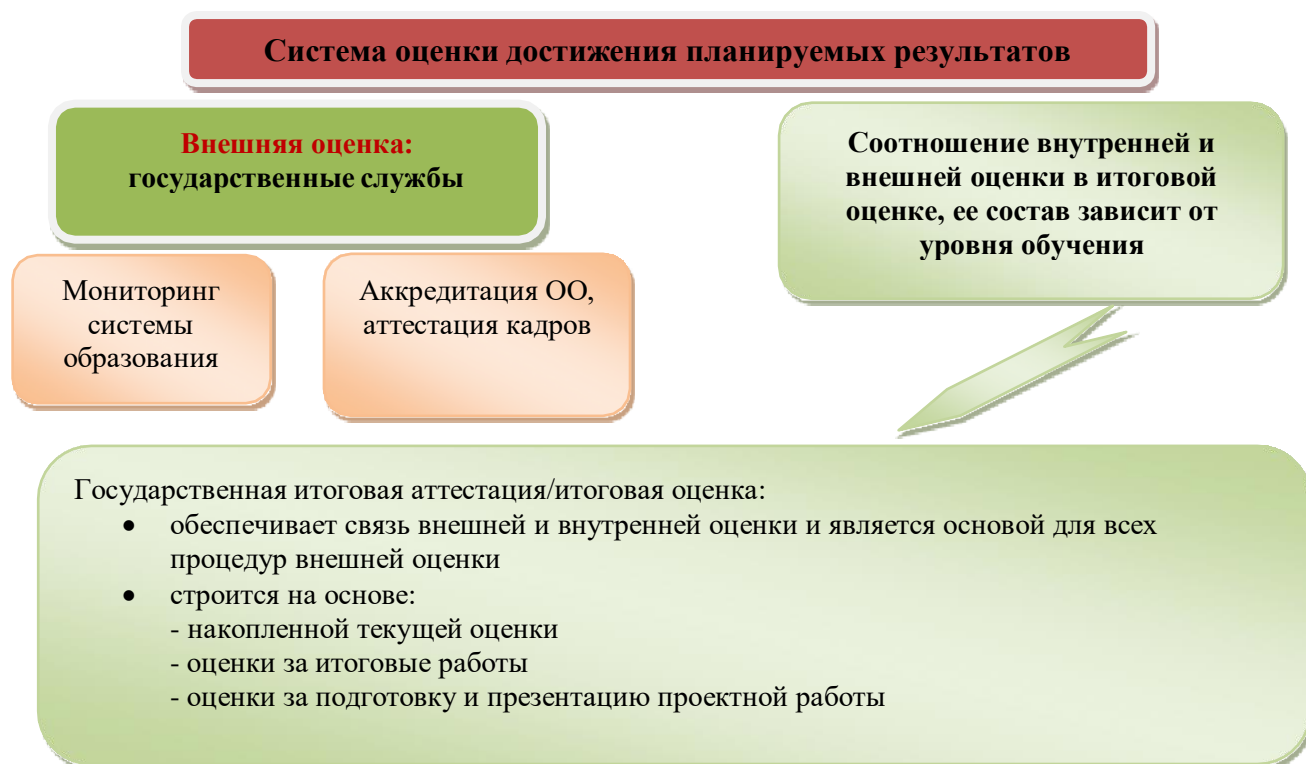 Система оценки достижения планируемых результатов
Внешняя оценка:
государственные службы
Соотношение внутренней и
внешней оценки в итоговой
оценке, ее состав зависит от
уровня обучения
Мониторинг
системы
образования
Аккредитация ОО,
аттестация кадров
Государственная итоговая аттестация/итоговая оценка:
• обеспечивает связь внешней и внутренней оценки и является основой для всех
процедур внешней оценки
• строится на основе:
- накопленной текущей оценки
- оценки за итоговые работы
- оценки за подготовку и презентацию проектной работы